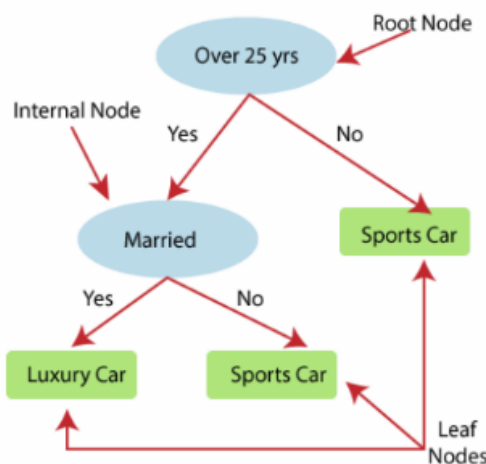 Root Node
Over 25 yrs
Internal Node
Yes
No
Married
Sports Car
Yes
No
Luxury Car
Sports Car
Leaf
Nodes